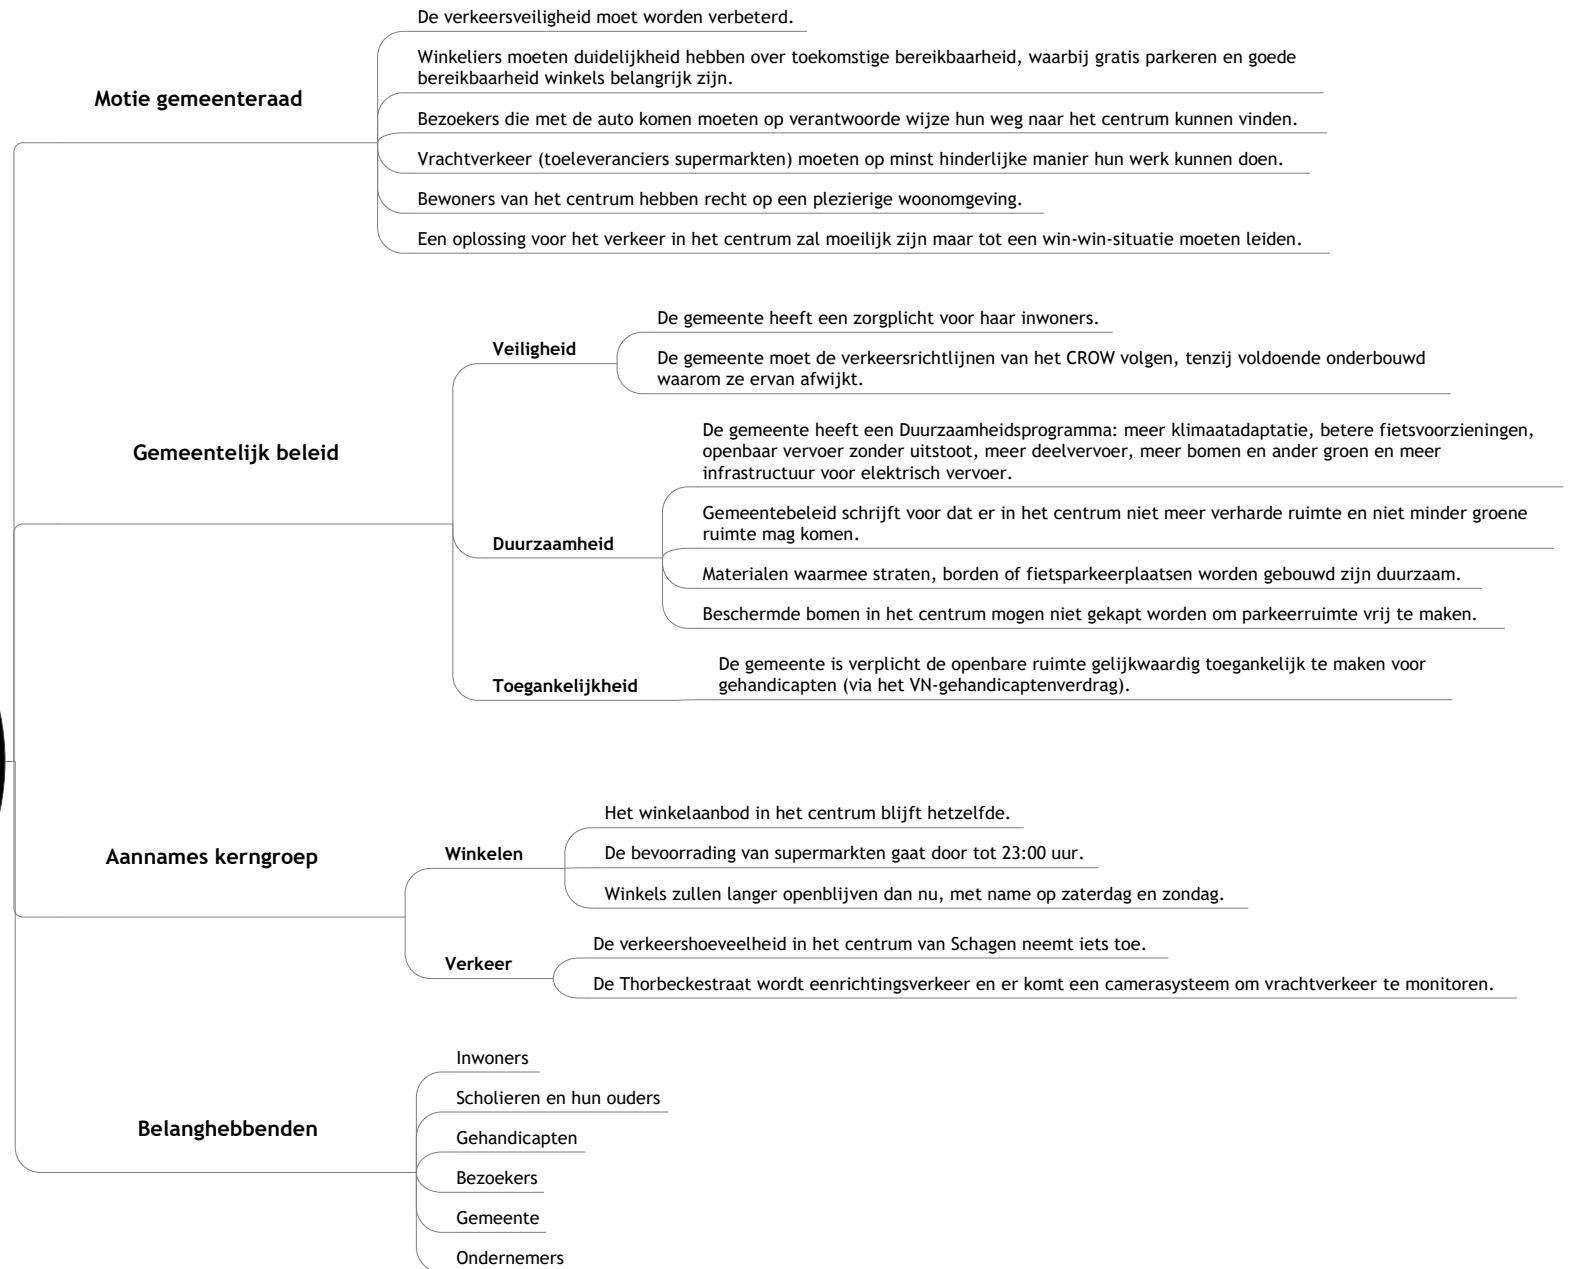 De verkeersveiligheid moet worden verbeterd.
Winkeliers moeten duidelijkheid hebben over toekomstige bereikbaarheid, waarbij gratis parkeren en goede
bereikbaarheid winkels belangrijk zijn.
Motie gemeenteraad
Bezoekers die met de auto komen moeten op verantwoorde wijze hun weg naar het centrum kunnen vinden.
Vrachtverkeer (toeleveranciers supermarkten) moeten op minst hinderlijke manier hun werk kunnen doen.
Bewoners van het centrum hebben recht op een plezierige woonomgeving.
Een oplossing voor het verkeer in het centrum zal moeilijk zijn maar tot een win-win-situatie moeten leiden.
Gemeentelijk beleid
Veiligheid
De gemeente heeft een zorgplicht voor haar inwoners.
De gemeente moet de verkeersrichtlijnen van het CROW volgen, tenzij voldoende onderbouwd
waarom ze ervan afwijkt.
Duurzaamheid
De gemeente heeft een Duurzaamheidsprogramma: meer klimaatadaptatie, betere fietsvoorzieningen,
openbaar vervoer zonder uitstoot, meer deelvervoer, meer bomen en ander groen en meer
infrastructuur voor elektrisch vervoer.
Gemeentebeleid schrijft voor dat er in het centrum niet meer verharde ruimte en niet minder groene
ruimte mag komen.
Materialen waarmee straten, borden of fietsparkeerplaatsen worden gebouwd zijn duurzaam.
Beschermde bomen in het centrum mogen niet gekapt worden om parkeerruimte vrij te maken.
Toegankelijkheid
De gemeente is verplicht de openbare ruimte gelijkwaardig toegankelijk te maken voor
gehandicapten (via het VN-gehandicaptenverdrag).
Aannames kerngroep
Winkelen
Het winkelaanbod in het centrum blijft hetzelfde.
De bevoorrading van supermarkten gaat door tot 23:00 uur.
Winkels zullen langer openblijven dan nu, met name op zaterdag en zondag.
Verkeer
De verkeershoeveelheid in het centrum van Schagen neemt iets toe.
De Thorbeckestraat wordt eenrichtingsverkeer en er komt een camerasysteem om vrachtverkeer te monitoren.
Belanghebbenden
Inwoners
Scholieren en hun ouders
Gehandicapten
Bezoekers
Gemeente
Ondernemers